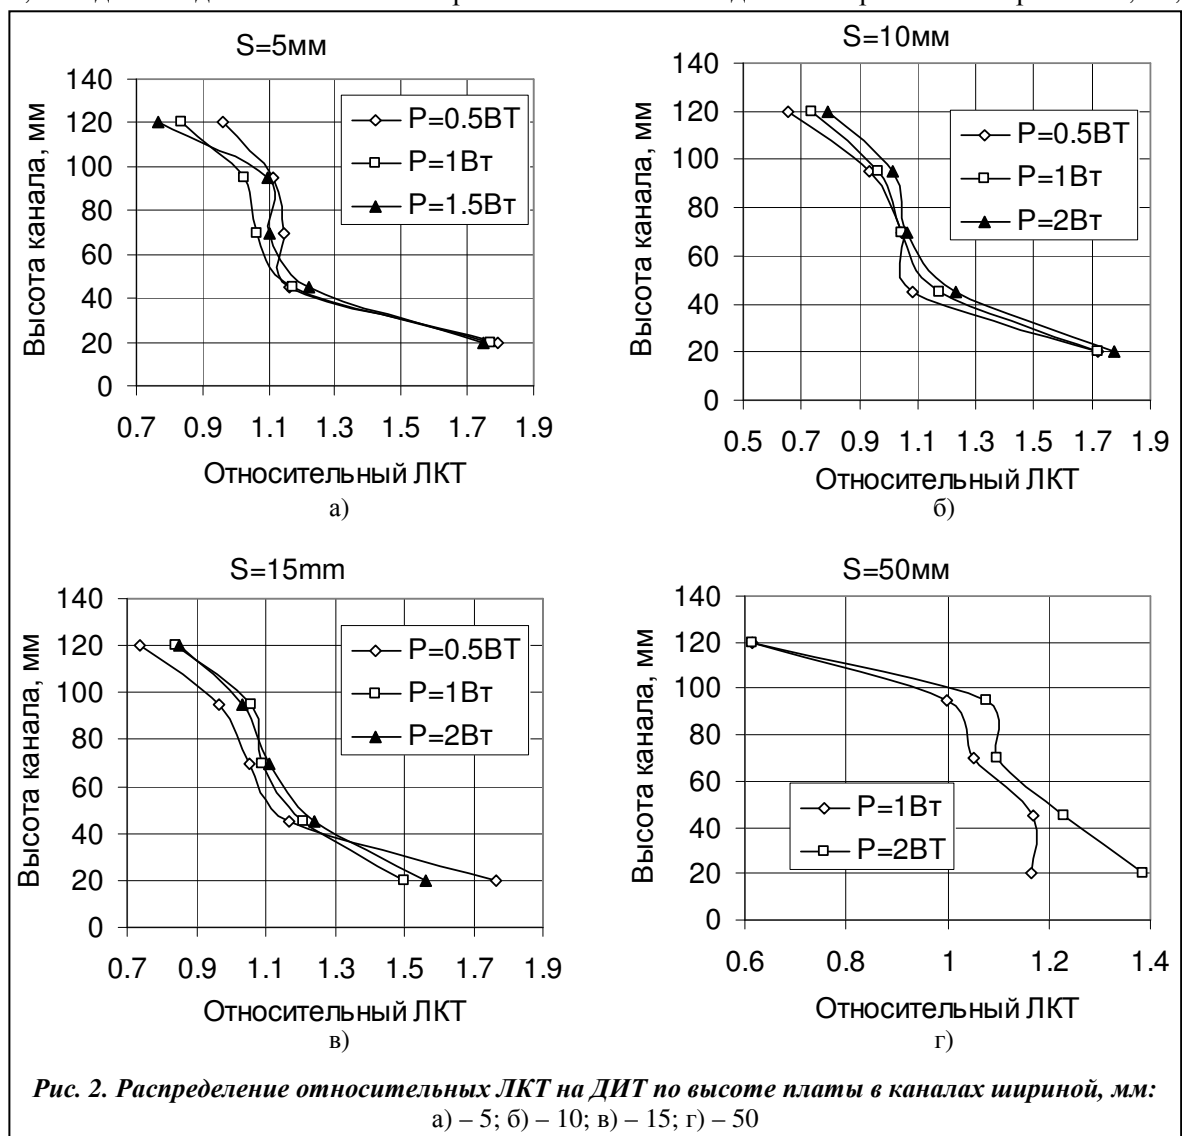 S=5мм
140
120
100
80
60
40
20
0
Высота канала, мм
P=0.5ВТ
P=1Вт
P=1.5Вт
0.7 0.9 1.1 1.3 1.5 1.7 1.9
Относительный ЛКТ
а)
S=10мм
140
120
100
80
60
40
20
0
Высота канала, мм
P=0.5ВТ
P=1Вт
P=2Вт
0.5 0.7 0.9 1.1 1.3 1.5 1.7 1.9
Относительный ЛКТ
б)
S=15mm
140
120
100
80
60
40
20
0
Высота канала, мм
P=0.5ВТ
P=1Вт
P=2Вт
0.7 0.9 1.1 1.3 1.5 1.7 1.9
Относительный ЛКТ
в)
S=50мм
140
120
100
80
60
40
20
0
Высота канала, мм
P=1Вт
P=2ВТ
0.6 0.8 1 1.2 1.4
Относительный ЛКТ
г)
Рис. 2. Распределение относительных ЛКТ на ДИТ по высоте платы в каналах шириной, мм:
а) – 5; б) – 10; в) – 15; г) – 50